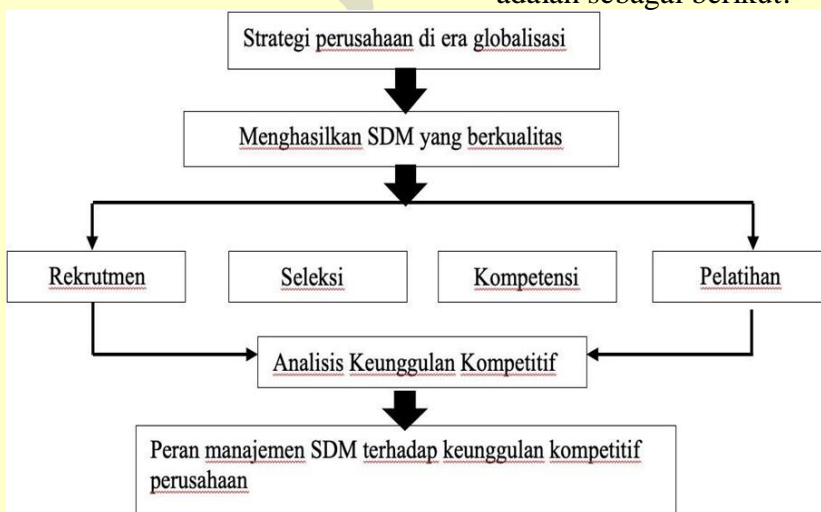 adalah sebagai berikut:
Strategi perusahaan di era globalisasi
Menghasilkan SDM yang berkualitas
Rekrutmen
Seleksi
Kompetensi
Pelatihan
Analisis Keunggulan Kompetitif
Peran manajemen SDM terhadap keunggulan kompetitif
perusahaan